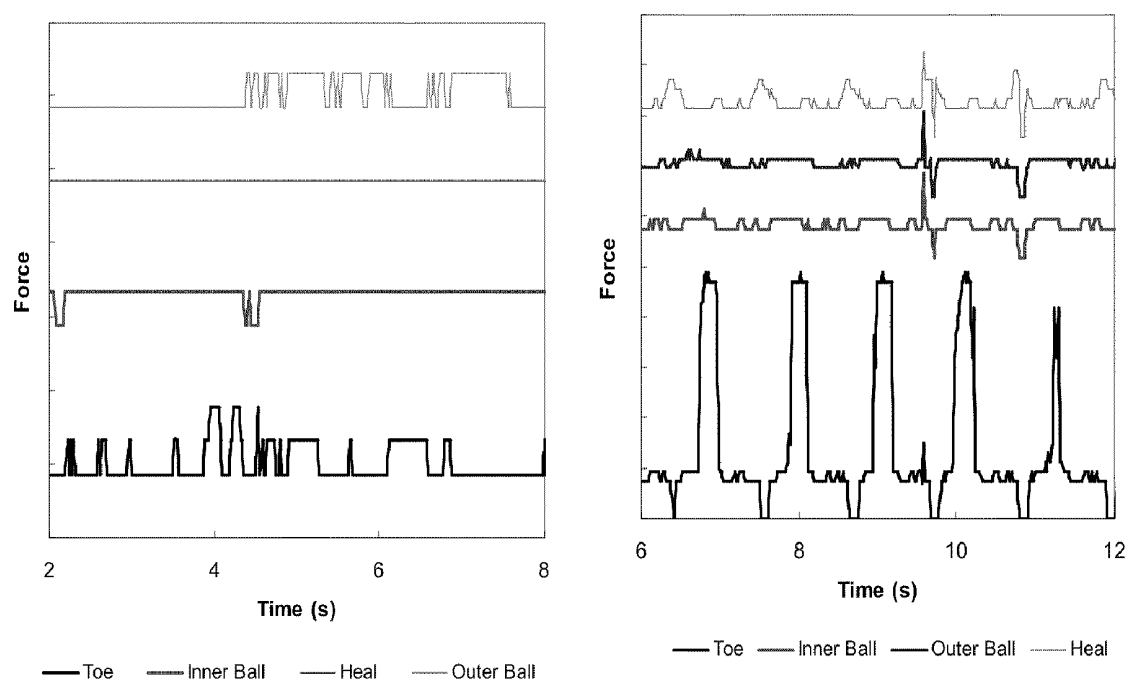 Force
2 4 6 8
Time (s)
Toe Inner Ball Heal Outer Ball
Force
6 8 10 12
Time (s)
Toe Inner Ball Outer Ball Heal